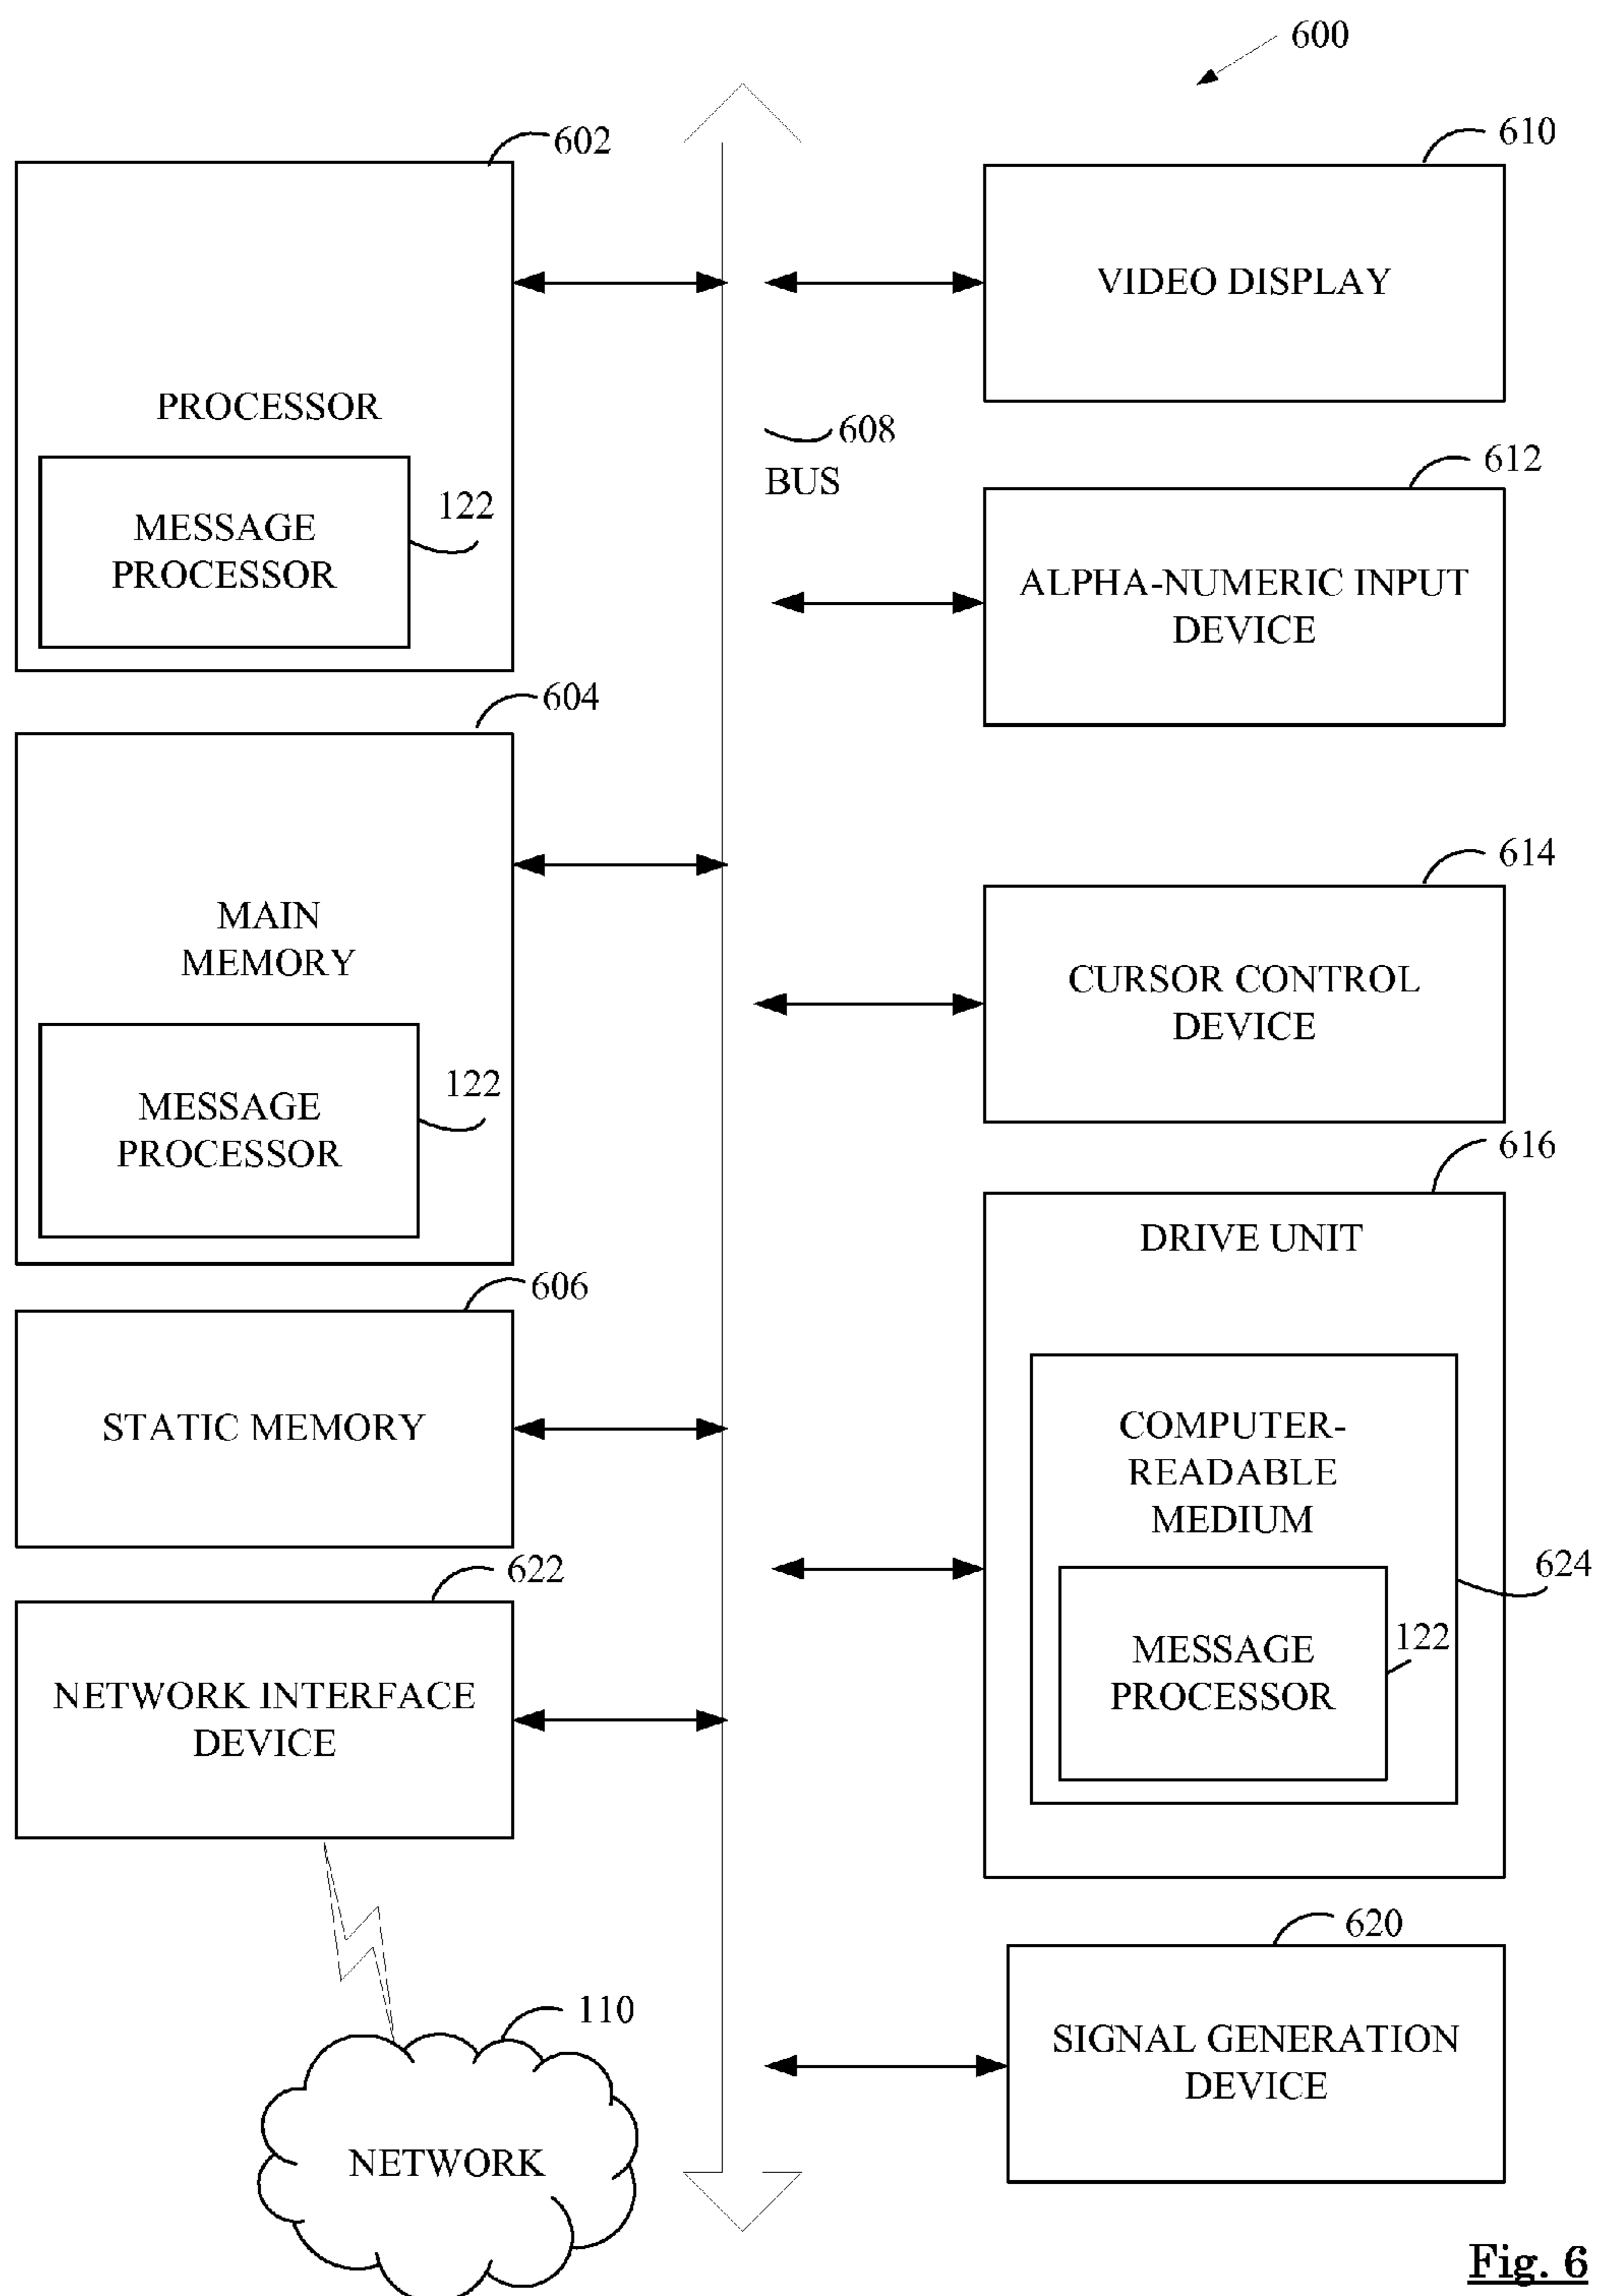 600
602
PROCESSOR
MESSAGE
PROCESSOR
122
604
MAIN
MEMORY
MESSAGE
PROCESSOR
122
606
STATIC MEMORY
622
NETWORK INTERFACE
DEVICE
110
NETWORK
608
BUS
610
VIDEO DISPLAY
612
ALPHA-NUMERIC INPUT
DEVICE
614
CURSOR CONTROL
DEVICE
616
DRIVE UNIT
COMPUTER-
READABLE
MEDIUM
624
MESSAGE
PROCESSOR
122
620
SIGNAL GENERATION
DEVICE
Fig. 6